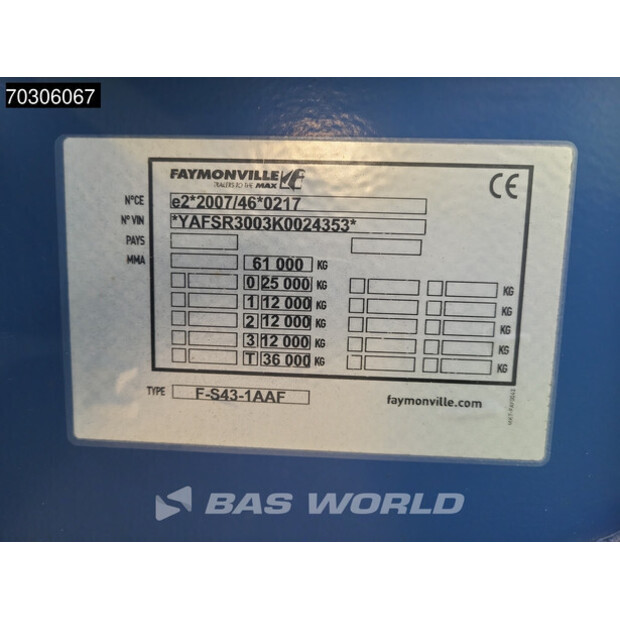 70306067
FAYMONVILLE
TRAILERS TO THE MAX
CE
N°CE e2*2007/46*0217
N° VIN *YAFSR3003K0024353*
PAYS
MMA 61 000 KG
0 25 000 KG KG
1 12 000 KG KG
2 12 000 KG KG
3 12 000 KG KG
T 36 000 KG KG
TYPE F-S43-1AAF
faymonville.com
BAS WORLD